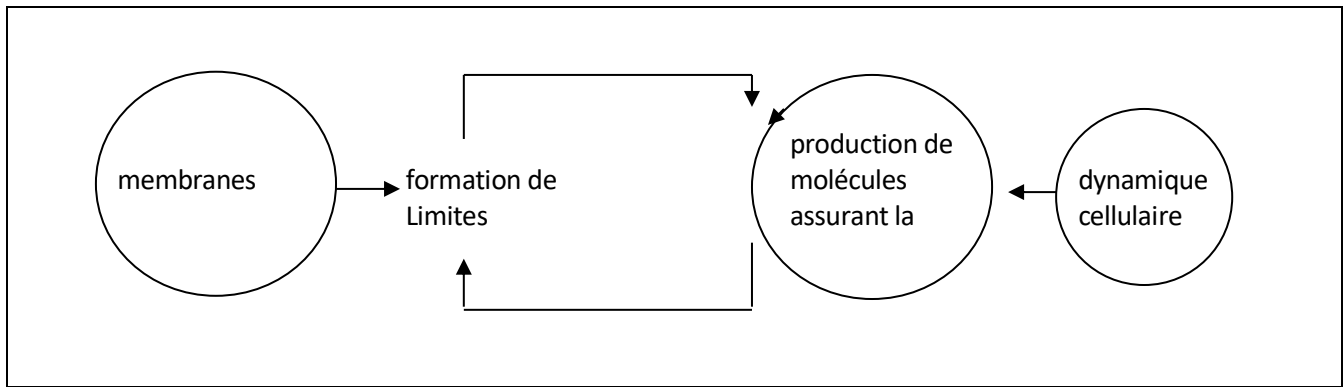 membranes
formation de
Limites
production de
molécules
assurant la
dynamique
cellulaire